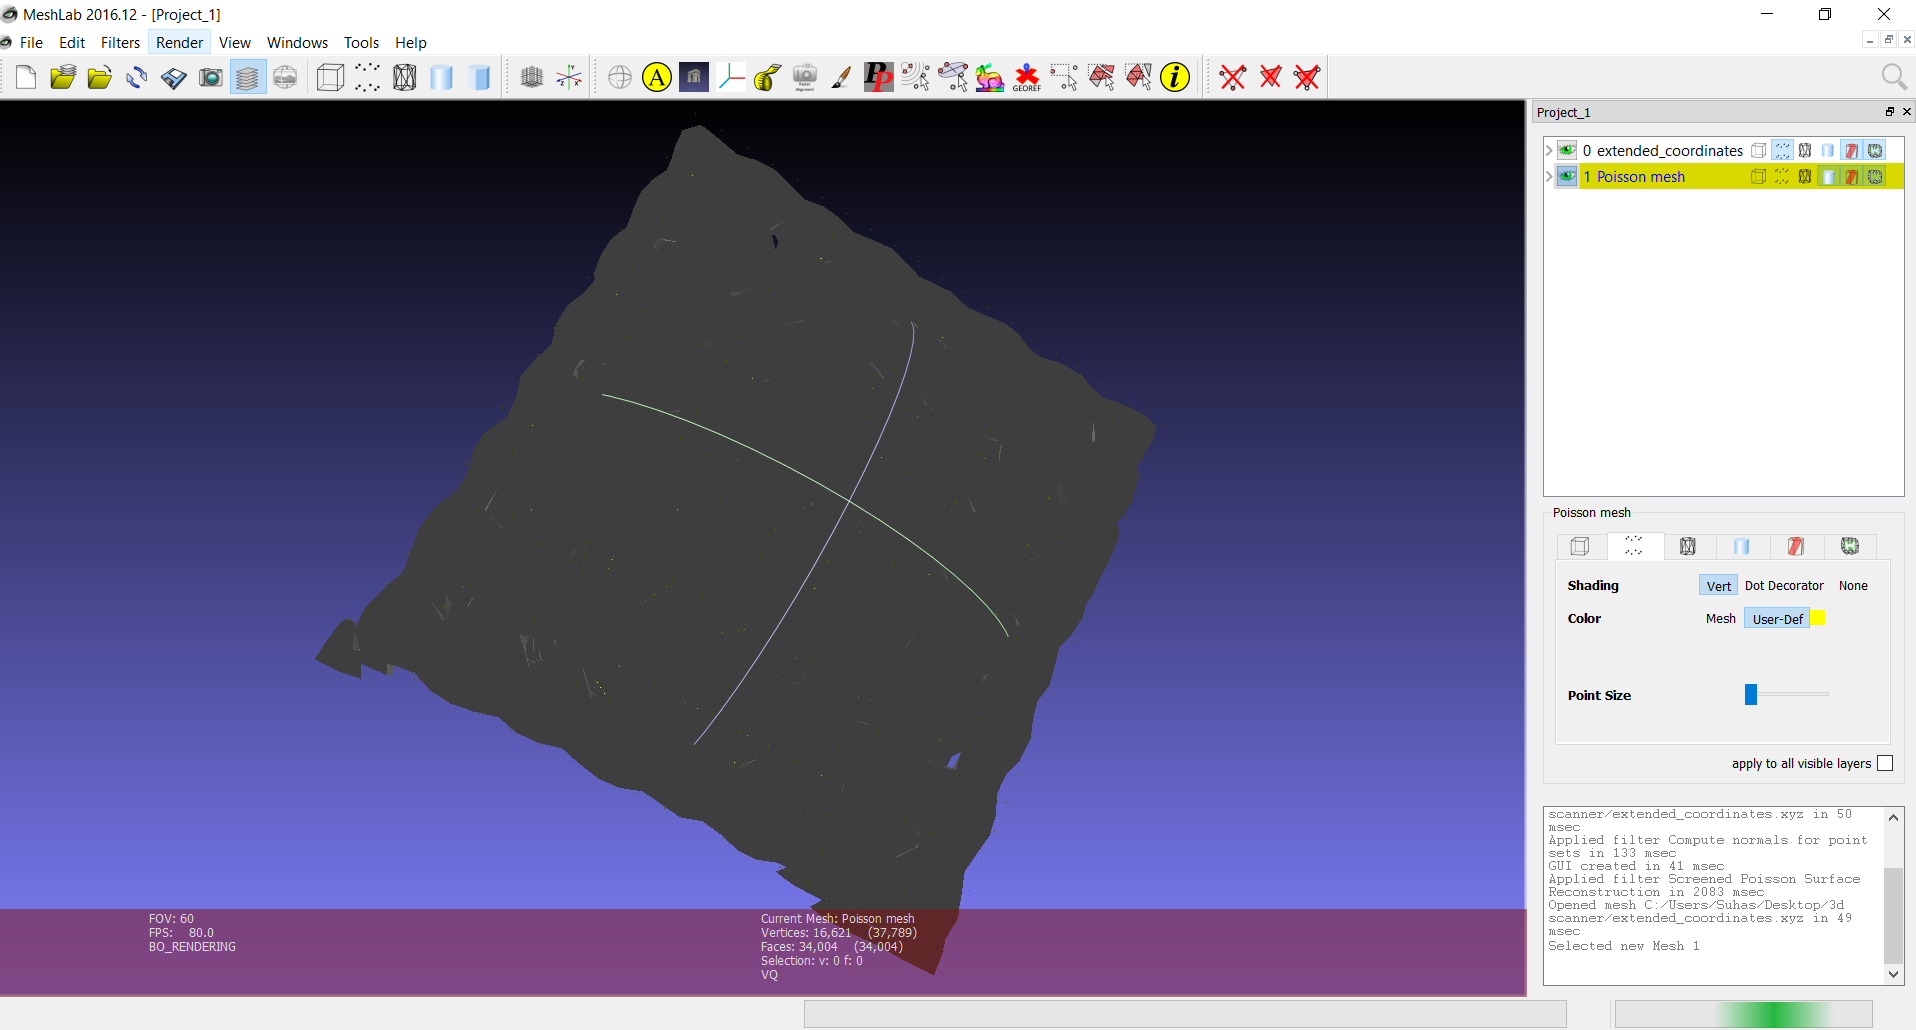 MeshLab 2016.12 - [Project_1]
File Edit Filters Render View Windows Tools Help
A PP GEOREF i
Project_1
0 extended_coordinates
1 Poisson mesh
Poisson mesh
Shading Vert Dot Decorator None
Color Mesh User-Def
Point Size
apply to all visible layers
scanner/extended_coordinates.xyz in 50
msec
Applied filter Compute normals for point
sets in 133 msec
GUI created in 41 msec
Applied filter Screened Poisson Surface
Reconstruction in 2083 msec
Opened mesh C:/Users/Suhas/Desktop/3d
scanner/extended_coordinates.xyz in 49
msec
Selected new Mesh 1
FOV: 60
FPS: 80.0
BO_RENDERING
Current Mesh: Poisson mesh
Vertices: 16,621 (37,789)
Faces: 34,004 (34,004)
Selection: v: 0 f: 0
VQ